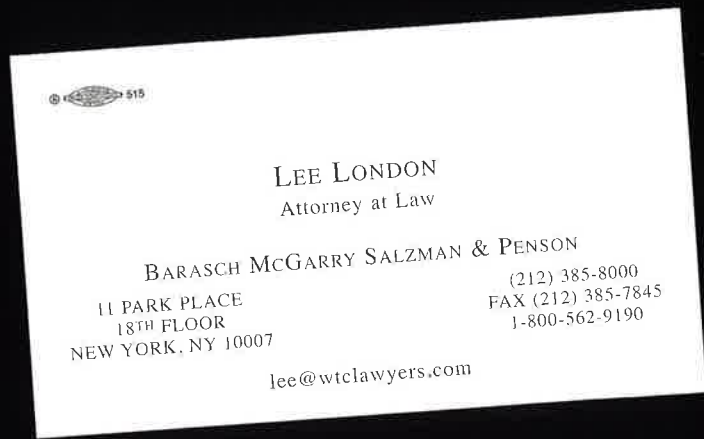 515
LEE LONDON
Attorney at Law
BARASCH MCGARRY SALZMAN & PENSON
11 PARK PLACE
18TH FLOOR
NEW YORK, NY 10007
(212) 385-8000
FAX (212) 385-7845
1-800-562-9190
lee@wtclawyers.com